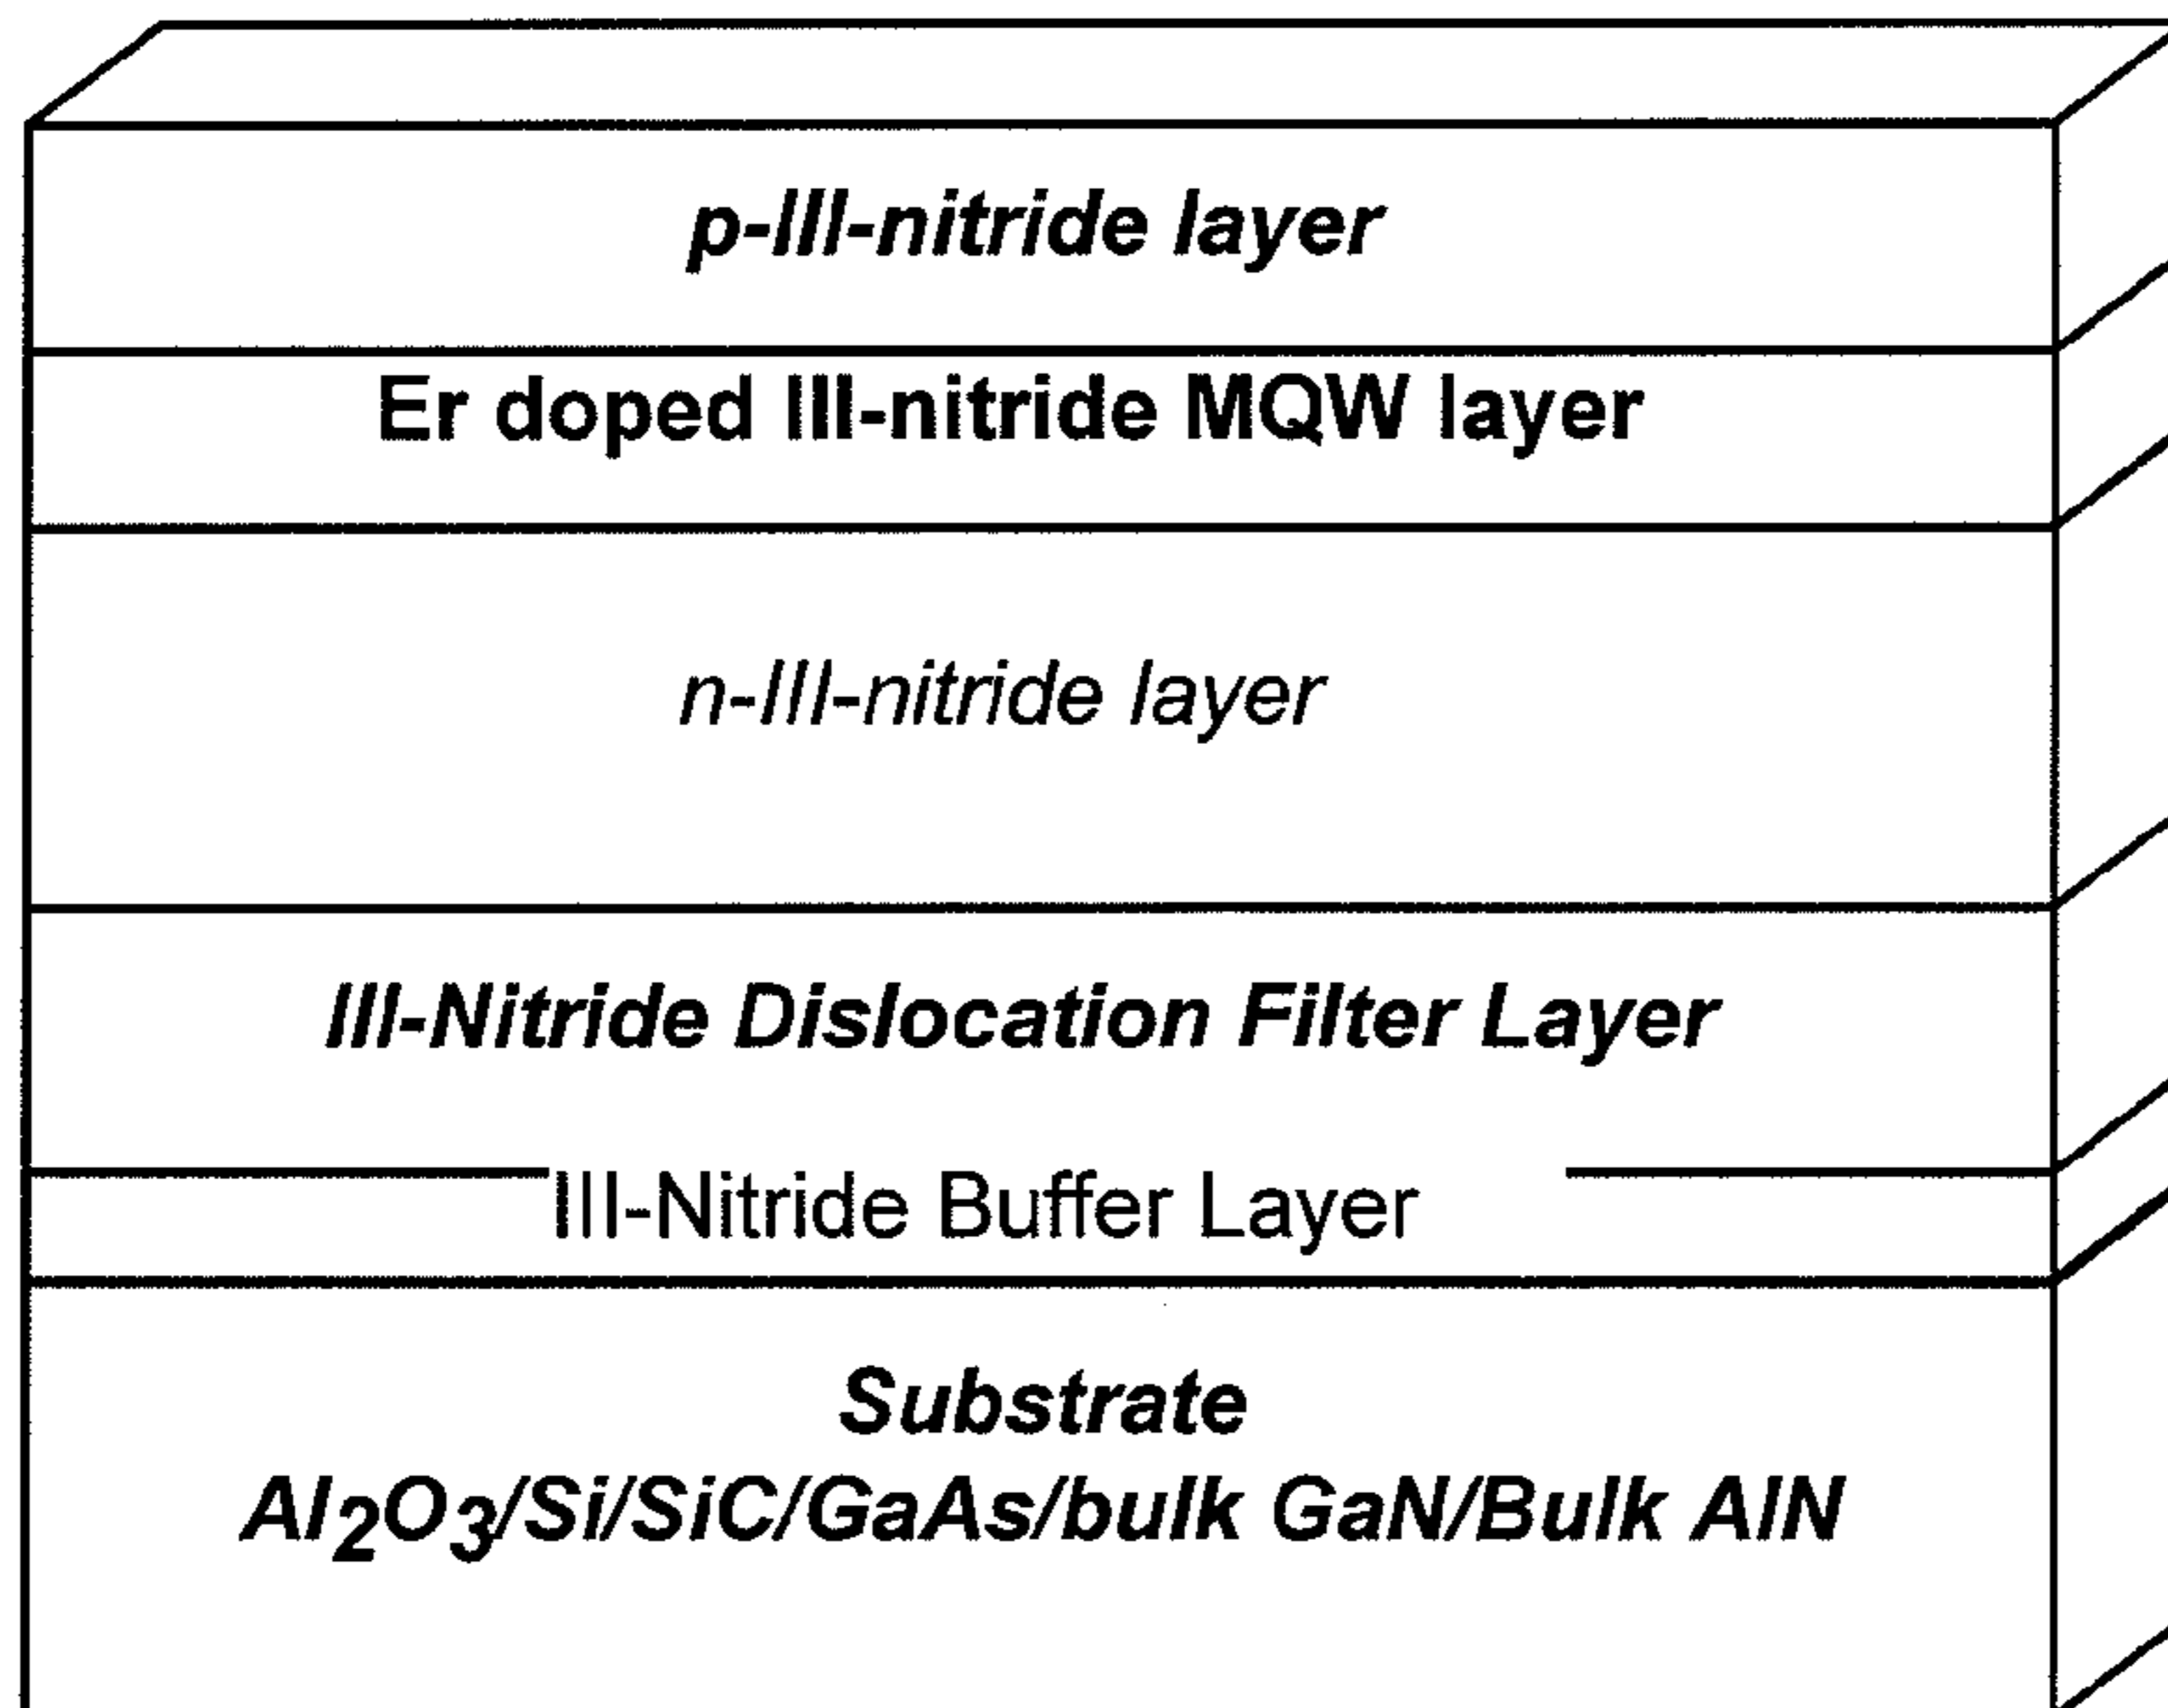 p-III-nitride layer
Er doped III-nitride MQW layer
n-III-nitride layer
III-Nitride Dislocation Filter Layer
III-Nitride Buffer Layer
Substrate
Al₂O₃/Si/SiC/GaAs/bulk GaN/Bulk AlN